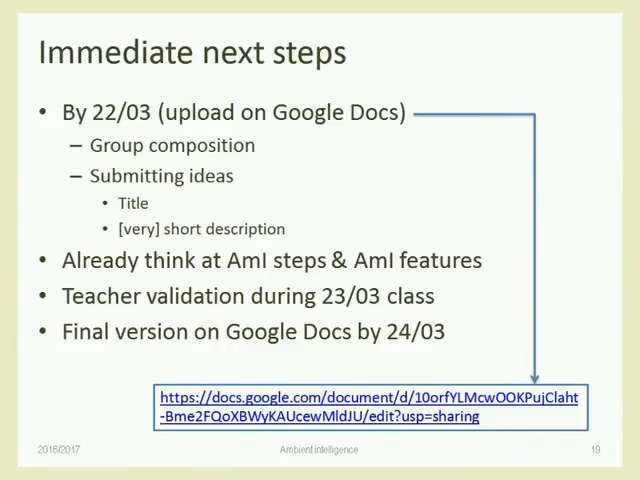 Immediate next steps
• By 22/03 (upload on Google Docs)
– Group composition
– Submitting ideas
• Title
• [very] short description
• Already think at AmI steps & AmI features
• Teacher validation during 23/03 class
• Final version on Google Docs by 24/03
https://docs.google.com/document/d/10orfYLMcwOOKPujClaht
-Bme2FQoXBWyKAUcewMldJU/edit?usp=sharing
2016/2017 Ambient intelligence 19